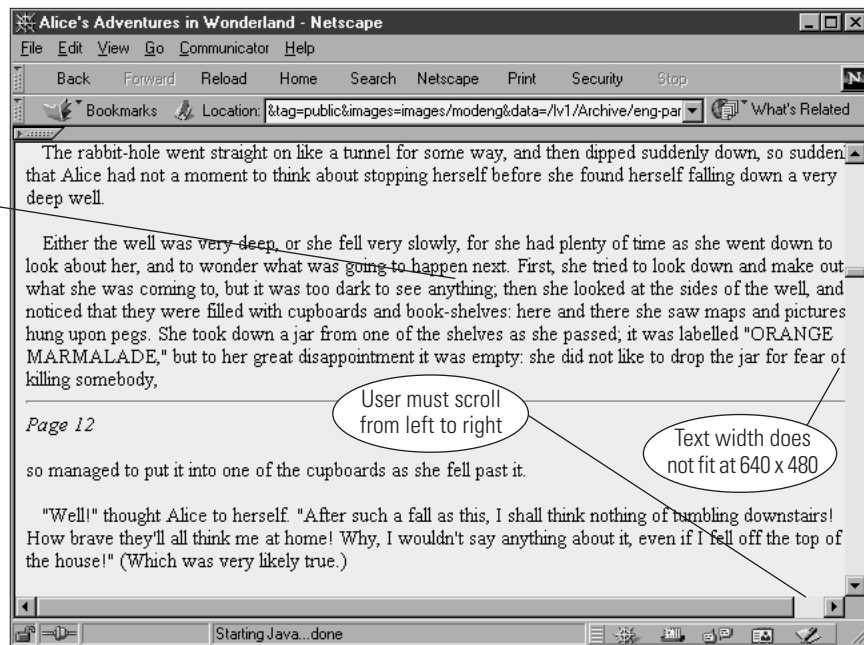 Alice's Adventures in Wonderland - Netscape
File Edit View Go Communicator Help
Back Forward Reload Home Search Netscape Print Security Stop N
Bookmarks Location: &tag=public&images=images/modeng&data=/lv1/Archive/eng-par What's Related
The rabbit-hole went straight on like a tunnel for some way, and then dipped suddenly down, so sudden
that Alice had not a moment to think about stopping herself before she found herself falling down a very
deep well.
Either the well was very deep, or she fell very slowly, for she had plenty of time as she went down to
look about her, and to wonder what was going to happen next. First, she tried to look down and make out
what she was coming to, but it was too dark to see anything; then she looked at the sides of the well, and
noticed that they were filled with cupboards and book-shelves: here and there she saw maps and pictures
hung upon pegs. She took down a jar from one of the shelves as she passed; it was labelled "ORANGE
MARMALADE," but to her great disappointment it was empty: she did not like to drop the jar for fear of
killing somebody,
User must scroll
from left to right
Page 12
Text width does
not fit at 640 x 480
so managed to put it into one of the cupboards as she fell past it.
"Well!" thought Alice to herself. "After such a fall as this, I shall think nothing of tumbling downstairs!
How brave they'll all think me at home! Why, I wouldn't say anything about it, even if I fell off the top of
the house!" (Which was very likely true.)
Starting Java...done